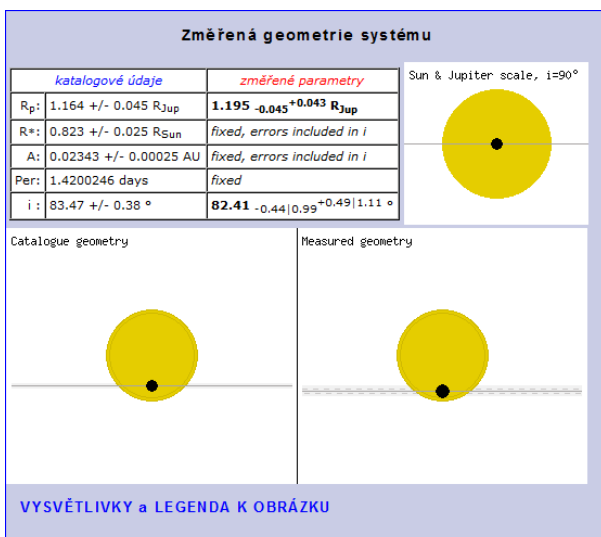 Změřená geometrie systému
katalogové údaje změřené parametry
Rp: 1.164 +/- 0.045 RJup 1.195 -0.045+0.043 RJup
R*: 0.823 +/- 0.025 RSun fixed, errors included in i
A: 0.02343 +/- 0.00025 AU fixed, errors included in i
Per: 1.4200246 days fixed
i : 83.47 +/- 0.38 ° 82.41 -0.44|0.99+0.49|1.11 °
Sun & Jupiter scale, i=90°
Catalogue geometry
Measured geometry
VYSVĚTLIVKY a LEGENDA K OBRÁZKU